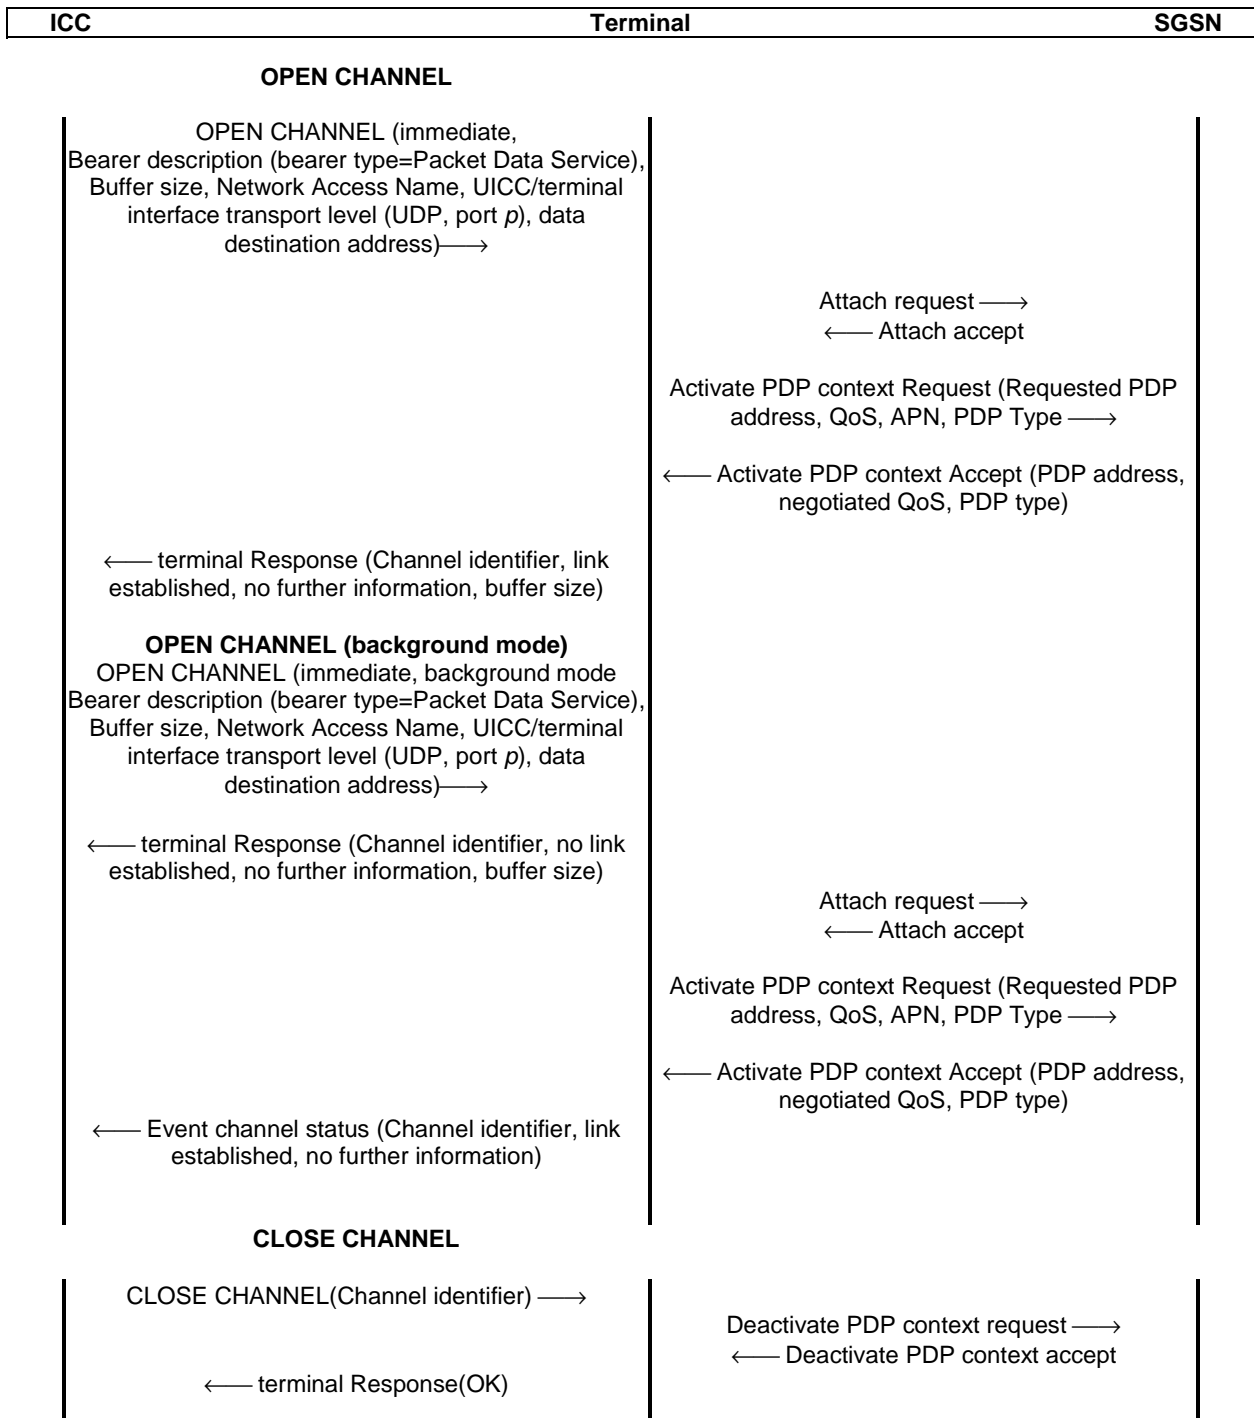 ICC Terminal SGSN
OPEN CHANNEL
OPEN CHANNEL (immediate,
Bearer description (bearer type=Packet Data Service),
Buffer size, Network Access Name, UICC/terminal
interface transport level (UDP, port p), data
destination address)⟶
Attach request ⟶
⟵ Attach accept
Activate PDP context Request (Requested PDP
address, QoS, APN, PDP Type ⟶
⟵ Activate PDP context Accept (PDP address,
negotiated QoS, PDP type)
⟵ terminal Response (Channel identifier, link
established, no further information, buffer size)
OPEN CHANNEL (background mode)
OPEN CHANNEL (immediate, background mode
Bearer description (bearer type=Packet Data Service),
Buffer size, Network Access Name, UICC/terminal
interface transport level (UDP, port p), data
destination address)⟶
⟵ terminal Response (Channel identifier, no link
established, no further information, buffer size)
Attach request ⟶
⟵ Attach accept
Activate PDP context Request (Requested PDP
address, QoS, APN, PDP Type ⟶
⟵ Activate PDP context Accept (PDP address,
negotiated QoS, PDP type)
⟵ Event channel status (Channel identifier, link
established, no further information)
CLOSE CHANNEL
CLOSE CHANNEL(Channel identifier) ⟶
Deactivate PDP context request ⟶
⟵ Deactivate PDP context accept
⟵ terminal Response(OK)